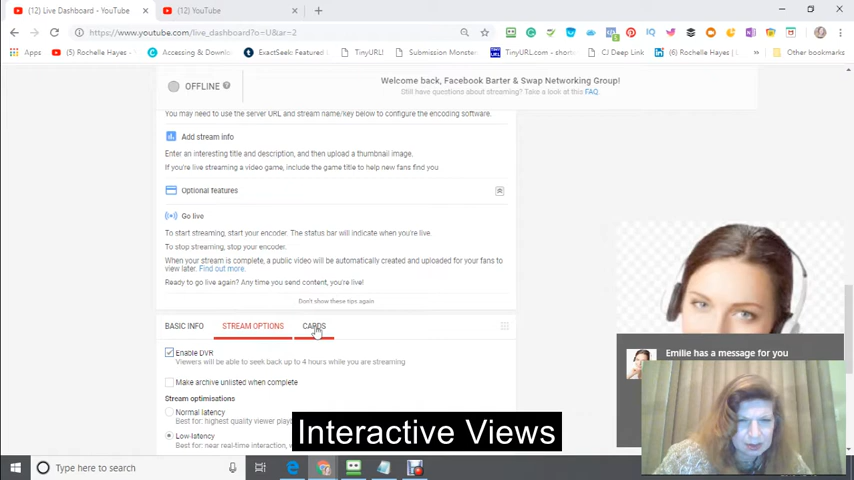 (12) Live Dashboard - YouTube
(12) YouTube
https://www.youtube.com/live_dashboard?o=U&ar=2
Apps
(5) Rochelle Hayes
Accessing & Downlo
ExactSeek: Featured
TinyURL!
Submission Monster
TinyURL.com - short
CJ Deep Link
(6) Rochelle Hayes
Other bookmarks
OFFLINE
Welcome back, Facebook Barter & Swap Networking Group!
Still have questions about streaming? Take a look at this FAQ.
You may need to use the server URL and stream name/key below to configure the encoding software.
Add stream info
Enter an interesting title and description, and then upload a thumbnail image.
If you're live streaming a video game, include the game title to help new fans find you
Optional features
Go live
To start streaming, start your encoder. The status bar will indicate when you're live.
To stop streaming, stop your encoder.
When your stream is complete, a public video will be automatically created and uploaded for your fans to
view later. Find out more.
Ready to go live again? Any time you send content, you're live!
Don't show these tips again
BASIC INFO
STREAM OPTIONS
CARDS
Enable DVR
Viewers will be able to seek back up to 4 hours while you are streaming
Emilie has a message for you
Make archive unlisted when complete
Stream optimisations
Normal latency
Best for: highest quality viewer play
Low-latency
Best for: near real-time interaction,
Interactive Views
Type here to search